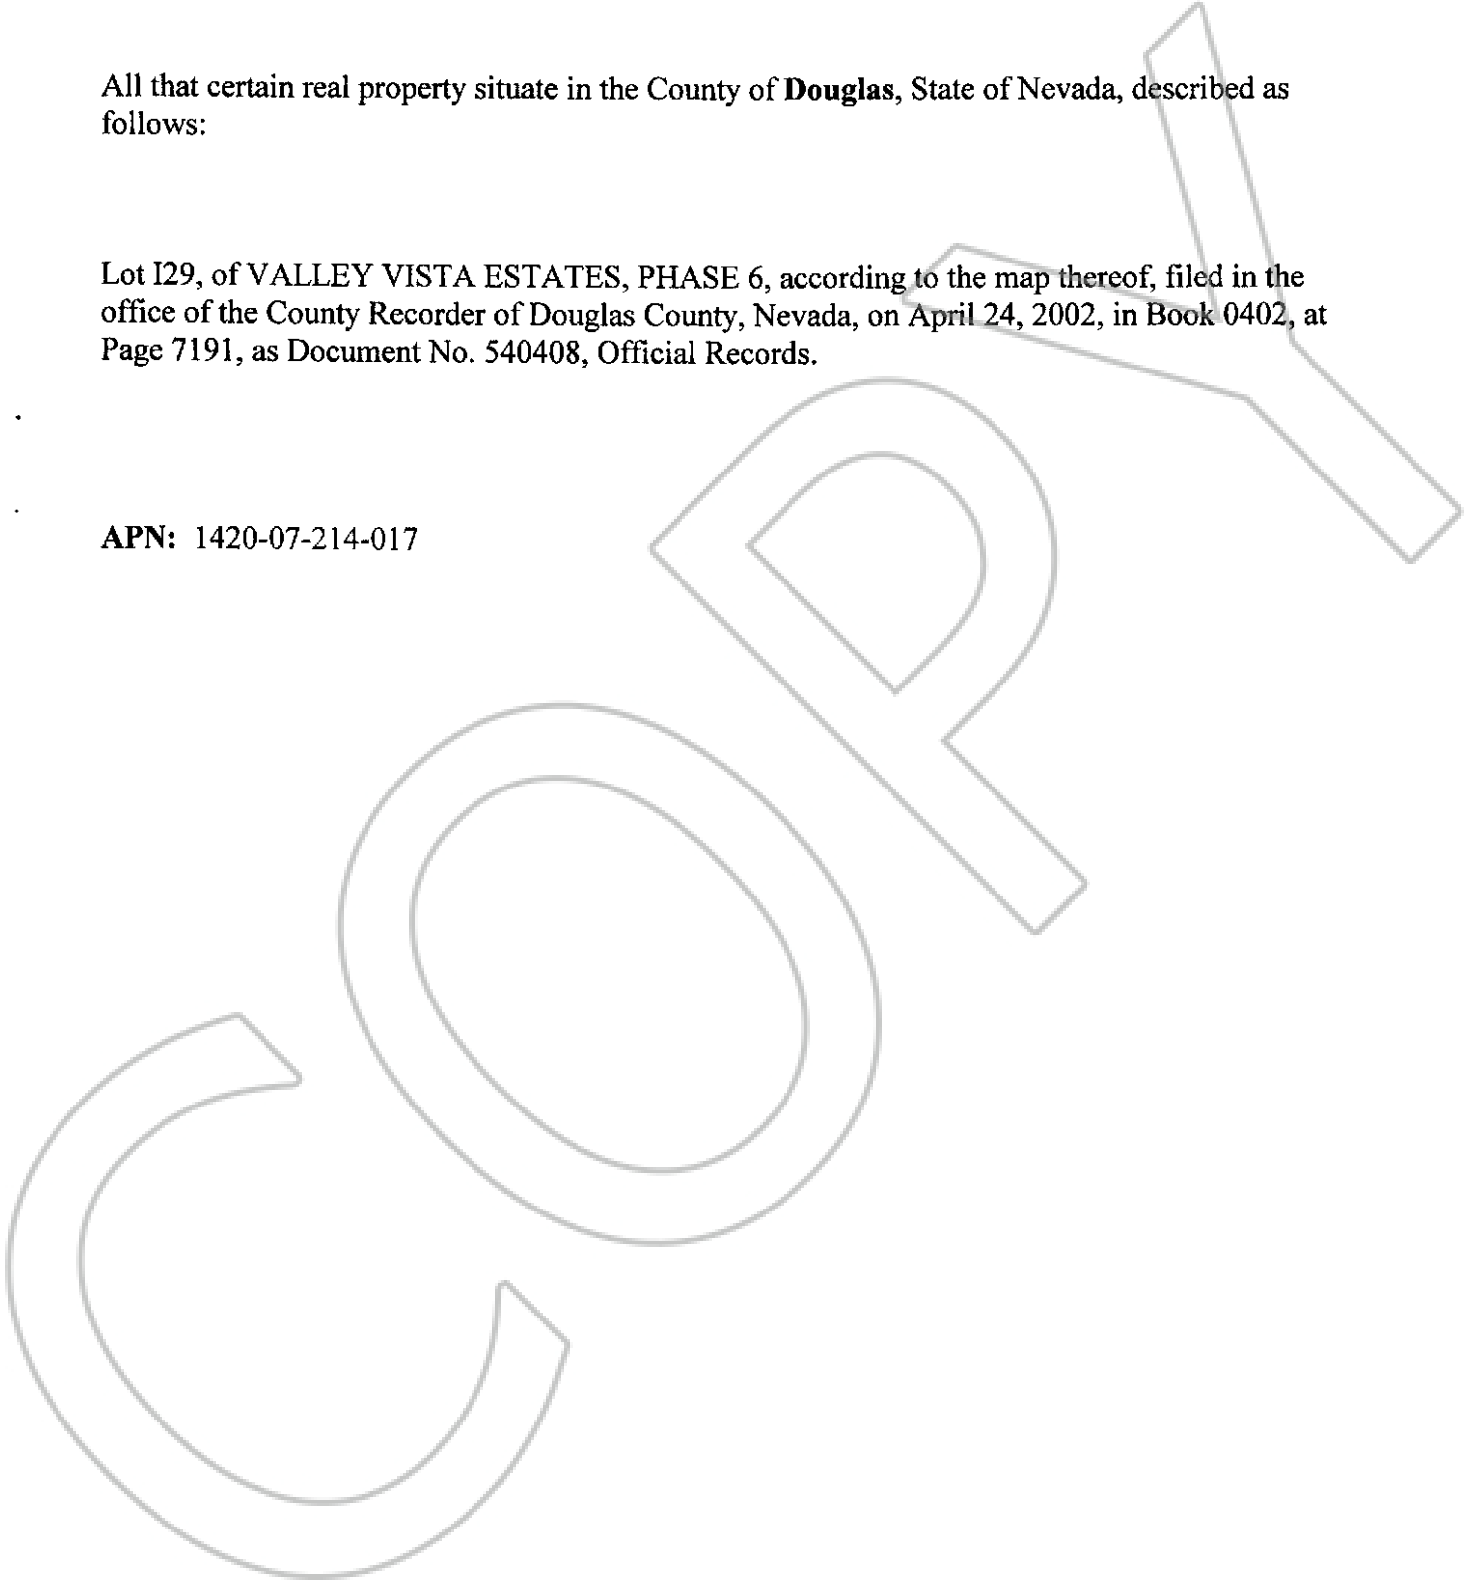 All that certain real property situate in the County of Douglas, State of Nevada, described as
follows:
Lot I29, of VALLEY VISTA ESTATES, PHASE 6, according to the map thereof, filed in the
office of the County Recorder of Douglas County, Nevada, on April 24, 2002, in Book 0402, at
Page 7191, as Document No. 540408, Official Records.
APN: 1420-07-214-017
COPY